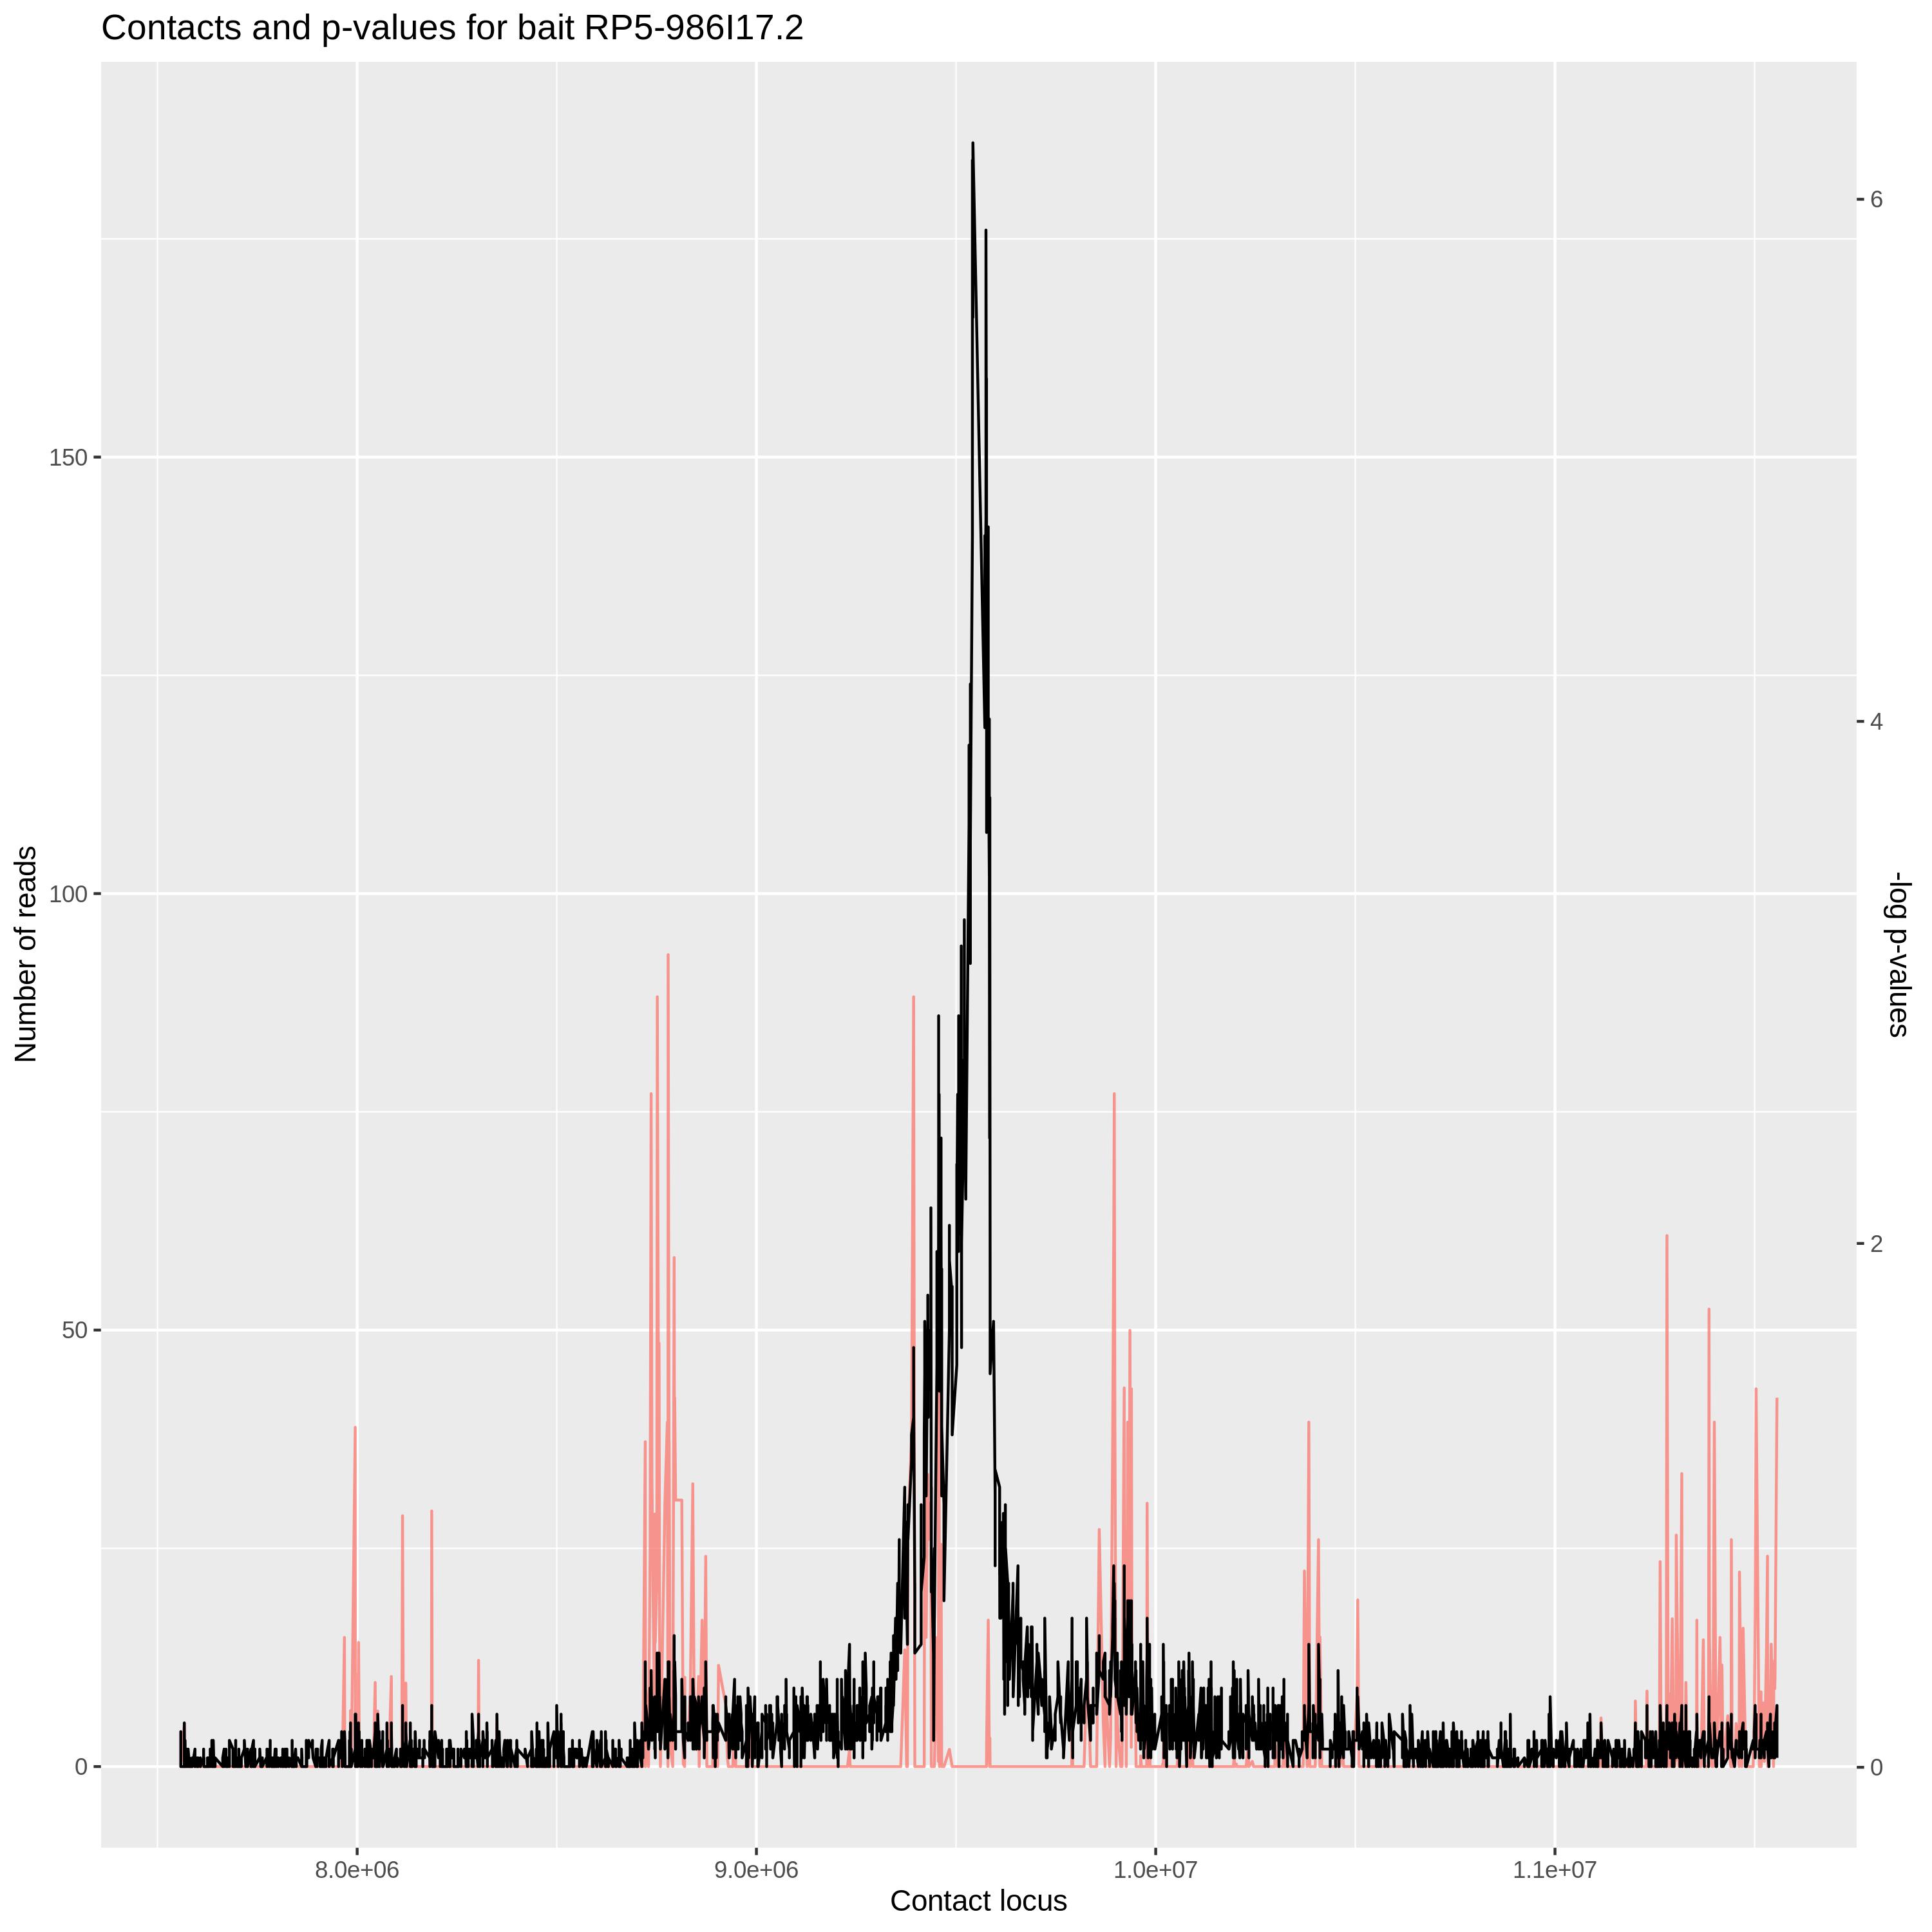 Contacts and p-values for bait RP5-986I17.2
6
150
4
100
Number of reads
-log p-values
2
50
0
0
8.0e+06
9.0e+06
1.0e+07
1.1e+07
Contact locus